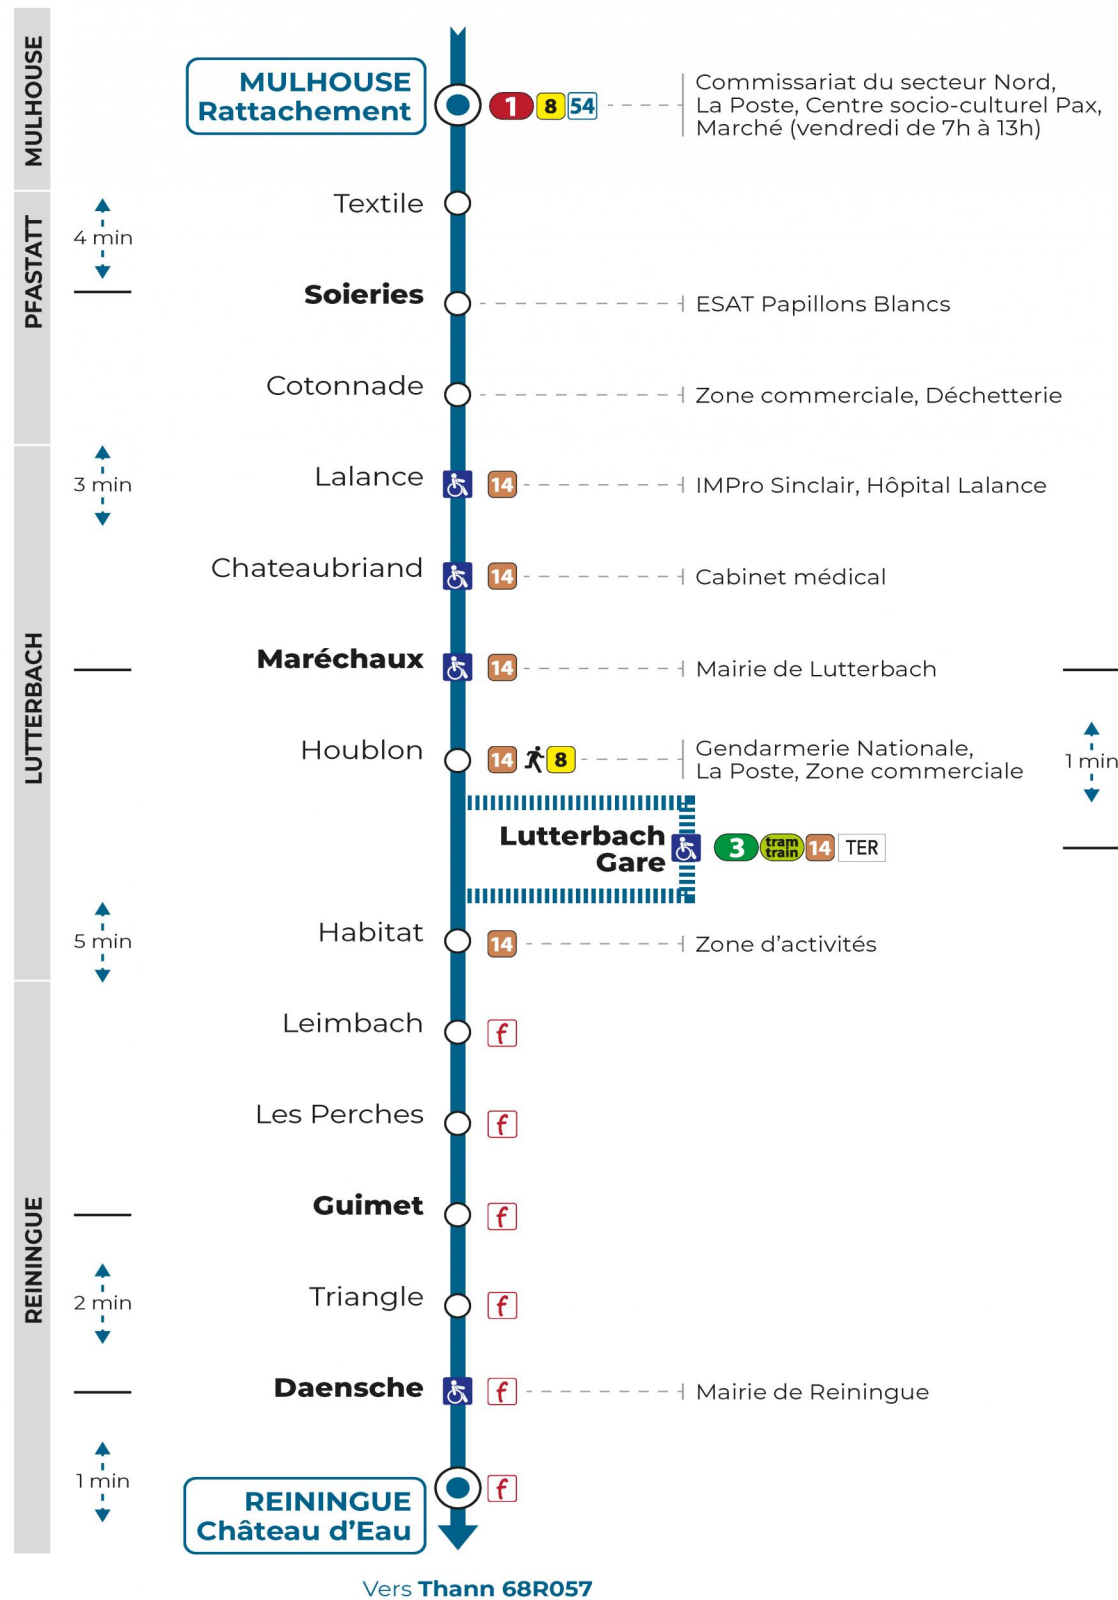 MULHOUSE
MULHOUSE
Rattachement
1 8 54
Commissariat du secteur Nord,
La Poste, Centre socio-culturel Pax,
Marché (vendredi de 7h à 13h)
PFASTATT
Textile
4 min
Soieries
ESAT Papillons Blancs
Cotonnade
Zone commerciale, Déchetterie
LUTTERBACH
Lalance
14
IMPro Sinclair, Hôpital Lalance
3 min
Chateaubriand
14
Cabinet médical
Maréchaux
14
Mairie de Lutterbach
Houblon
14 8
Gendarmerie Nationale,
La Poste, Zone commerciale
1 min
Lutterbach
Gare
3 tram train 14 TER
Habitat
14
Zone d'activités
5 min
REININGUE
Leimbach
f
Les Perches
f
Guimet
f
Triangle
f
2 min
Daensche
f
Mairie de Reiningue
1 min
REININGUE
Château d'Eau
f
Vers Thann 68R057